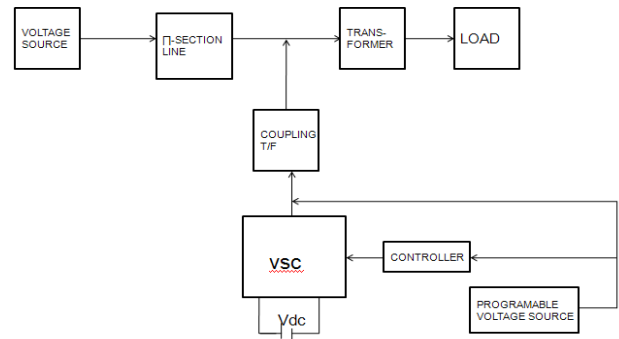 VOLTAGE
SOURCE
Π-SECTION
LINE
TRANS-
FORMER
LOAD
COUPLING
T/F
VSC
CONTROLLER
PROGRAMABLE
VOLTAGE SOURCE
Vdc